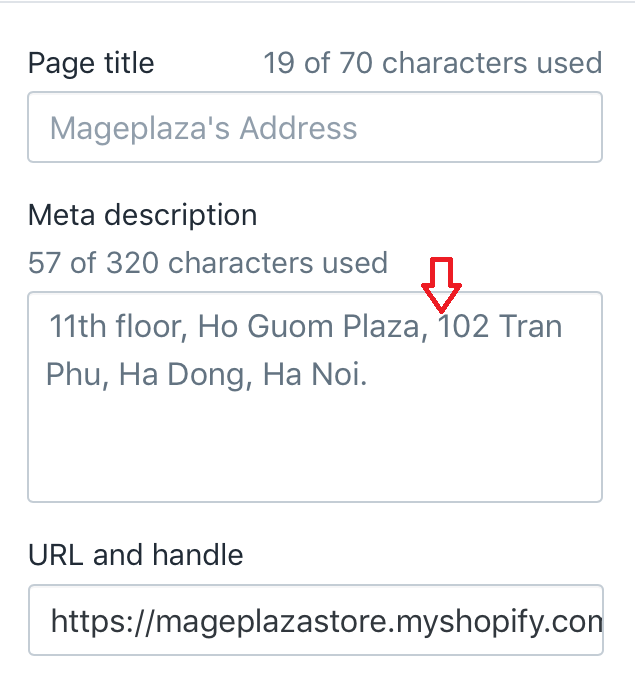 Page title 19 of 70 characters used
Mageplaza's Address
Meta description
57 of 320 characters used
11th floor, Ho Guom Plaza, 102 Tran
Phu, Ha Dong, Ha Noi.
URL and handle
https://mageplazastore.myshopify.com